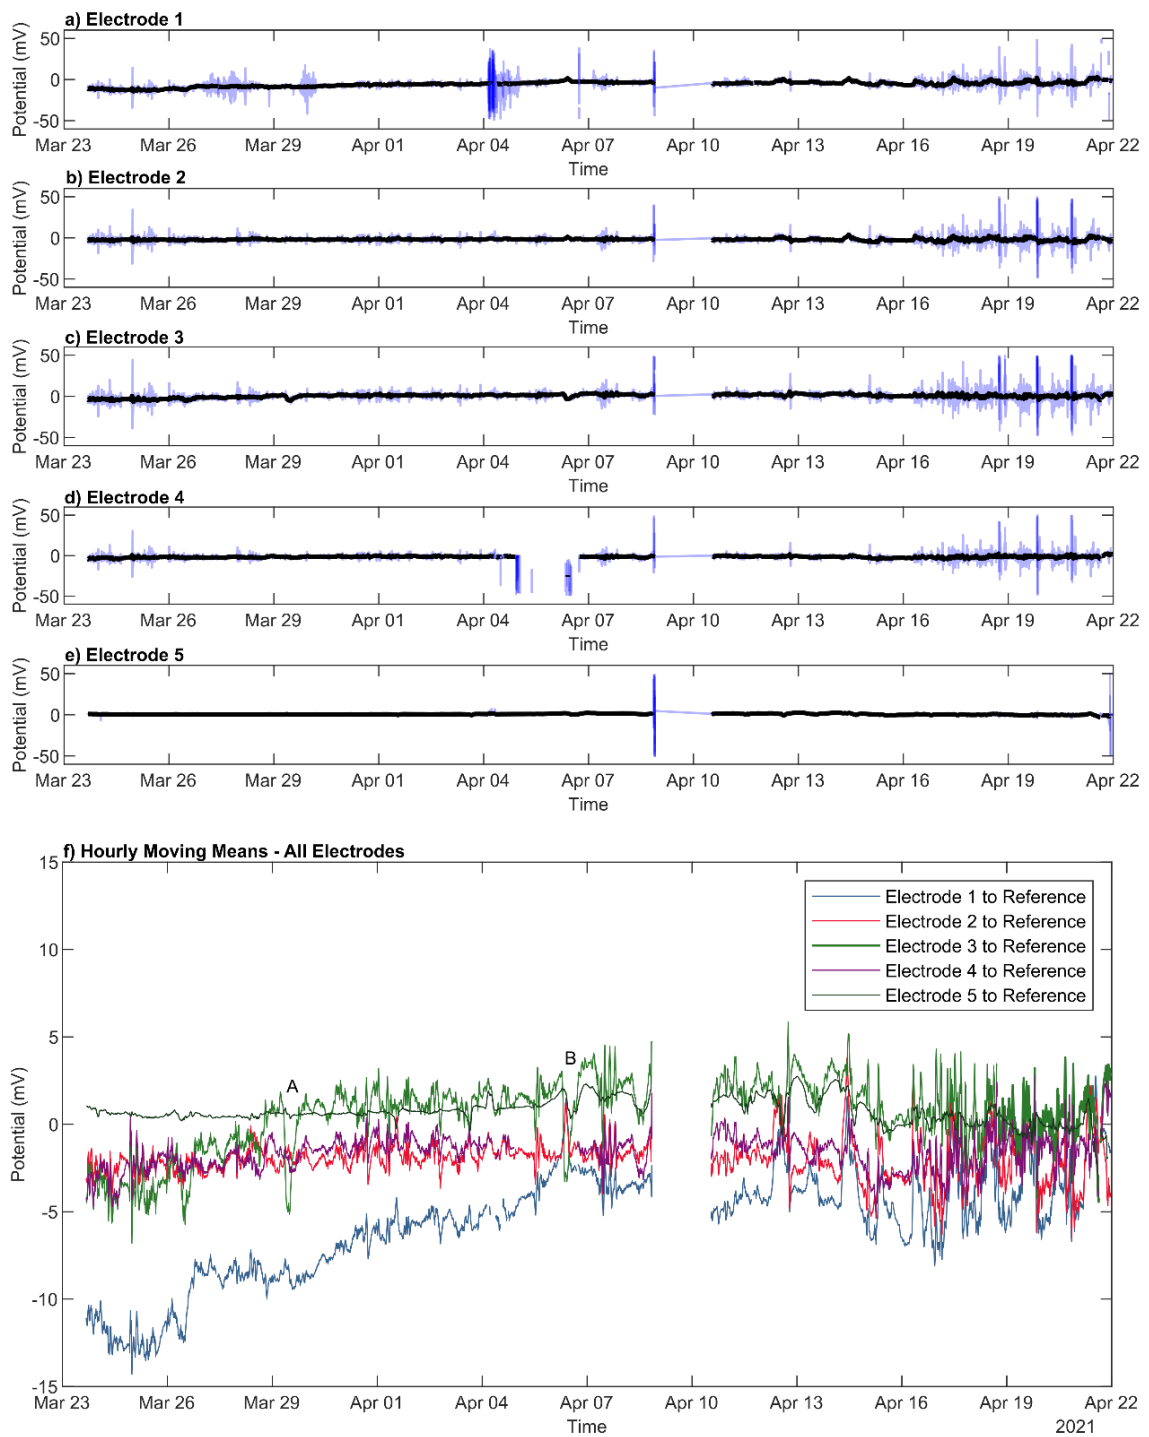 a) Electrode 1
50
0
-50
Potential (mV)
Mar 23 Mar 26 Mar 29 Apr 01 Apr 04 Apr 07 Apr 10 Apr 13 Apr 16 Apr 19 Apr 22
Time
b) Electrode 2
50
0
-50
Potential (mV)
Mar 23 Mar 26 Mar 29 Apr 01 Apr 04 Apr 07 Apr 10 Apr 13 Apr 16 Apr 19 Apr 22
Time
c) Electrode 3
50
0
-50
Potential (mV)
Mar 23 Mar 26 Mar 29 Apr 01 Apr 04 Apr 07 Apr 10 Apr 13 Apr 16 Apr 19 Apr 22
Time
d) Electrode 4
50
0
-50
Potential (mV)
Mar 23 Mar 26 Mar 29 Apr 01 Apr 04 Apr 07 Apr 10 Apr 13 Apr 16 Apr 19 Apr 22
Time
e) Electrode 5
50
0
-50
Potential (mV)
Mar 23 Mar 26 Mar 29 Apr 01 Apr 04 Apr 07 Apr 10 Apr 13 Apr 16 Apr 19 Apr 22
Time
f) Hourly Moving Means - All Electrodes
15
10
5
0
-5
-10
-15
Potential (mV)
Electrode 1 to Reference
Electrode 2 to Reference
Electrode 3 to Reference
Electrode 4 to Reference
Electrode 5 to Reference
A
B
Mar 23 Mar 26 Mar 29 Apr 01 Apr 04 Apr 07 Apr 10 Apr 13 Apr 16 Apr 19 Apr 22
Time
2021